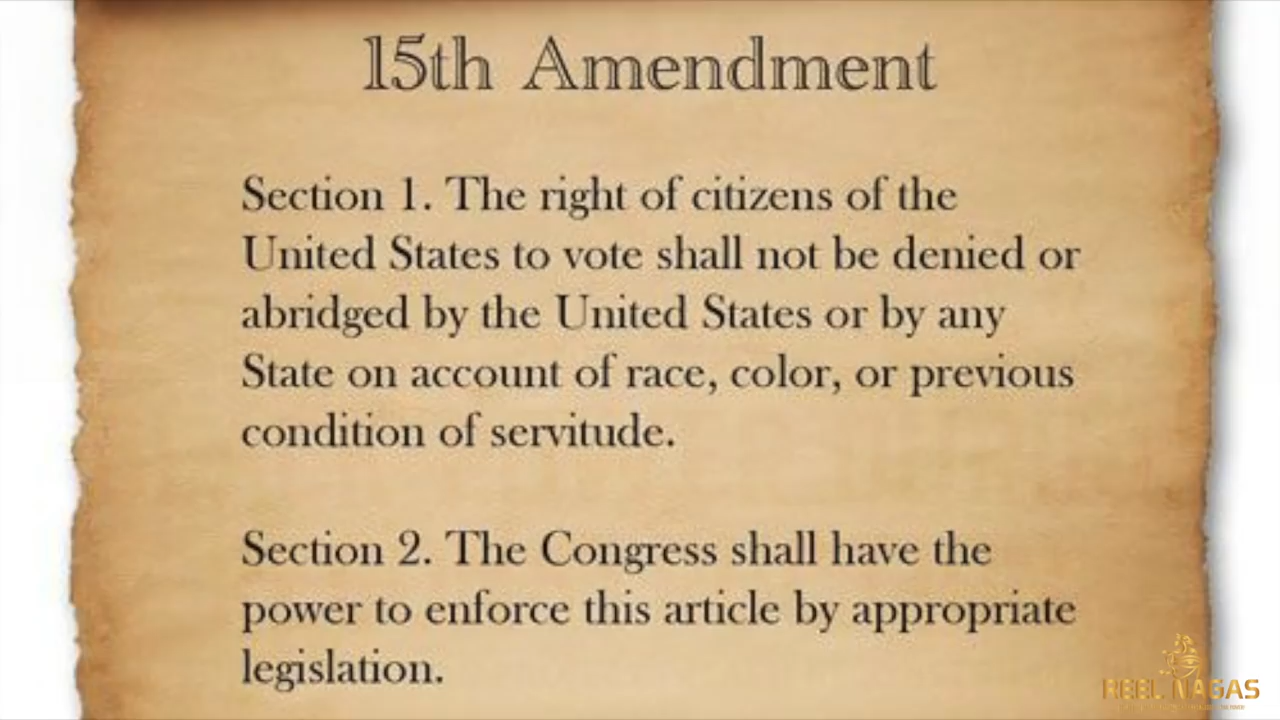 15th Amendment
Section 1. The right of citizens of the
United States to vote shall not be denied or
abridged by the United States or by any
State on account of race, color, or previous
condition of servitude.
Section 2. The Congress shall have the
power to enforce this article by appropriate
legislation.
REEL NAGAS